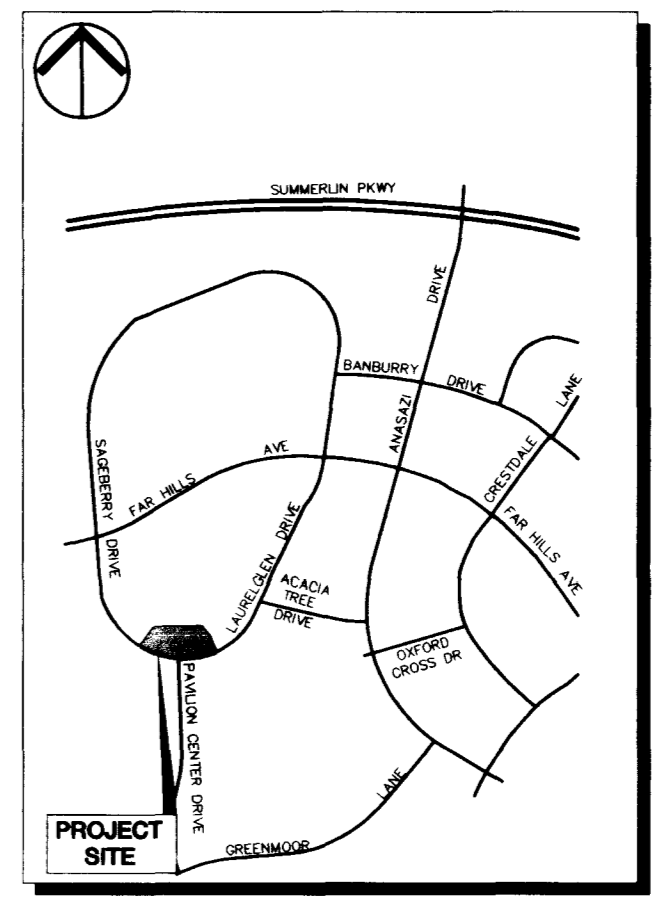 SUMMERLIN PKWY
DRIVE
BANBURRY
DRIVE
LANE
ANASAZI
CRESTDALE
SAGEBERRY
DRIVE
FAR HILLS
AVE
FAR HILLS AVE
LAURELGLEN DRIVE
ACACIA
TREE
DRIVE
OXFORD
CROSS DR
PAVILION CENTER DRIVE
LANE
GREENMOOR
PROJECT
SITE